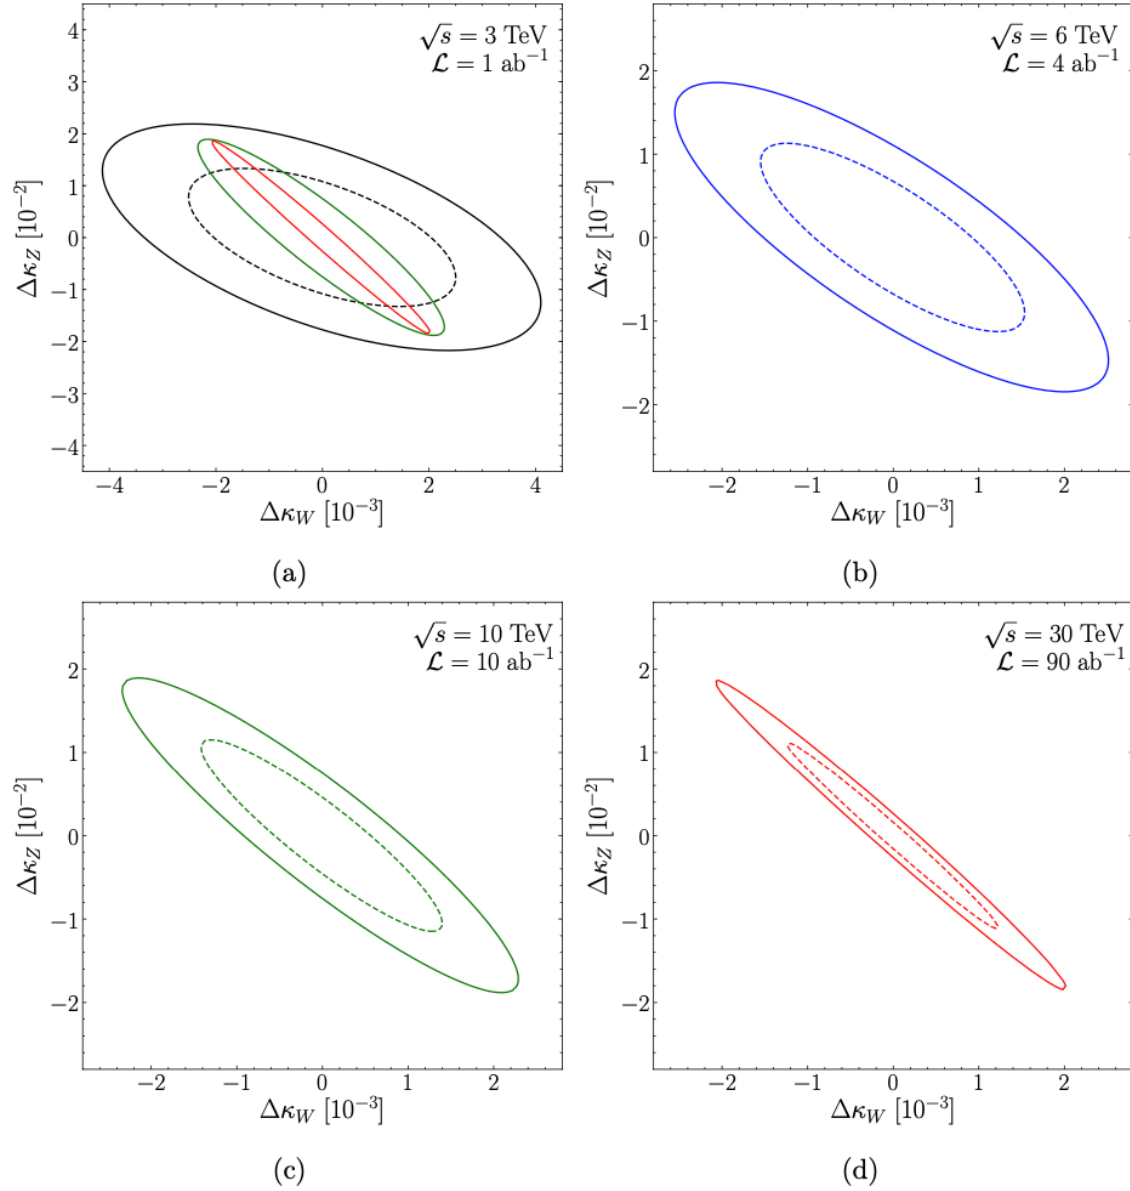 √s = 3 TeV
𝓛 = 1 ab⁻¹
4
3
2
1
0
−1
−2
−3
−4
Δκ_Z [10⁻²]
−4 −2 0 2 4
Δκ_W [10⁻³]
(a)
√s = 6 TeV
𝓛 = 4 ab⁻¹
2
1
0
−1
−2
Δκ_Z [10⁻²]
−2 −1 0 1 2
Δκ_W [10⁻³]
(b)
√s = 10 TeV
𝓛 = 10 ab⁻¹
2
1
0
−1
−2
Δκ_Z [10⁻²]
−2 −1 0 1 2
Δκ_W [10⁻³]
(c)
√s = 30 TeV
𝓛 = 90 ab⁻¹
2
1
0
−1
−2
Δκ_Z [10⁻²]
−2 −1 0 1 2
Δκ_W [10⁻³]
(d)